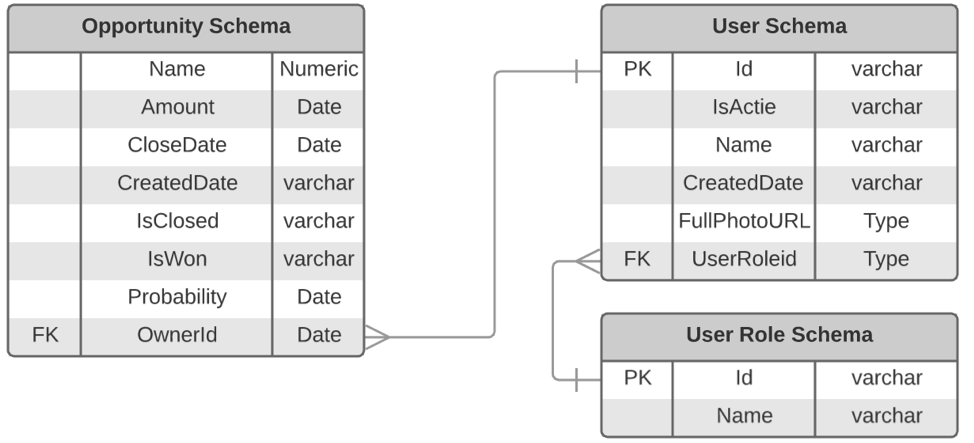 Opportunity Schema
Name Numeric
Amount Date
CloseDate Date
CreatedDate varchar
IsClosed varchar
IsWon varchar
Probability Date
FK OwnerId Date
User Schema
PK Id varchar
IsActie varchar
Name varchar
CreatedDate varchar
FullPhotoURL Type
FK UserRoleid Type
User Role Schema
PK Id varchar
Name varchar